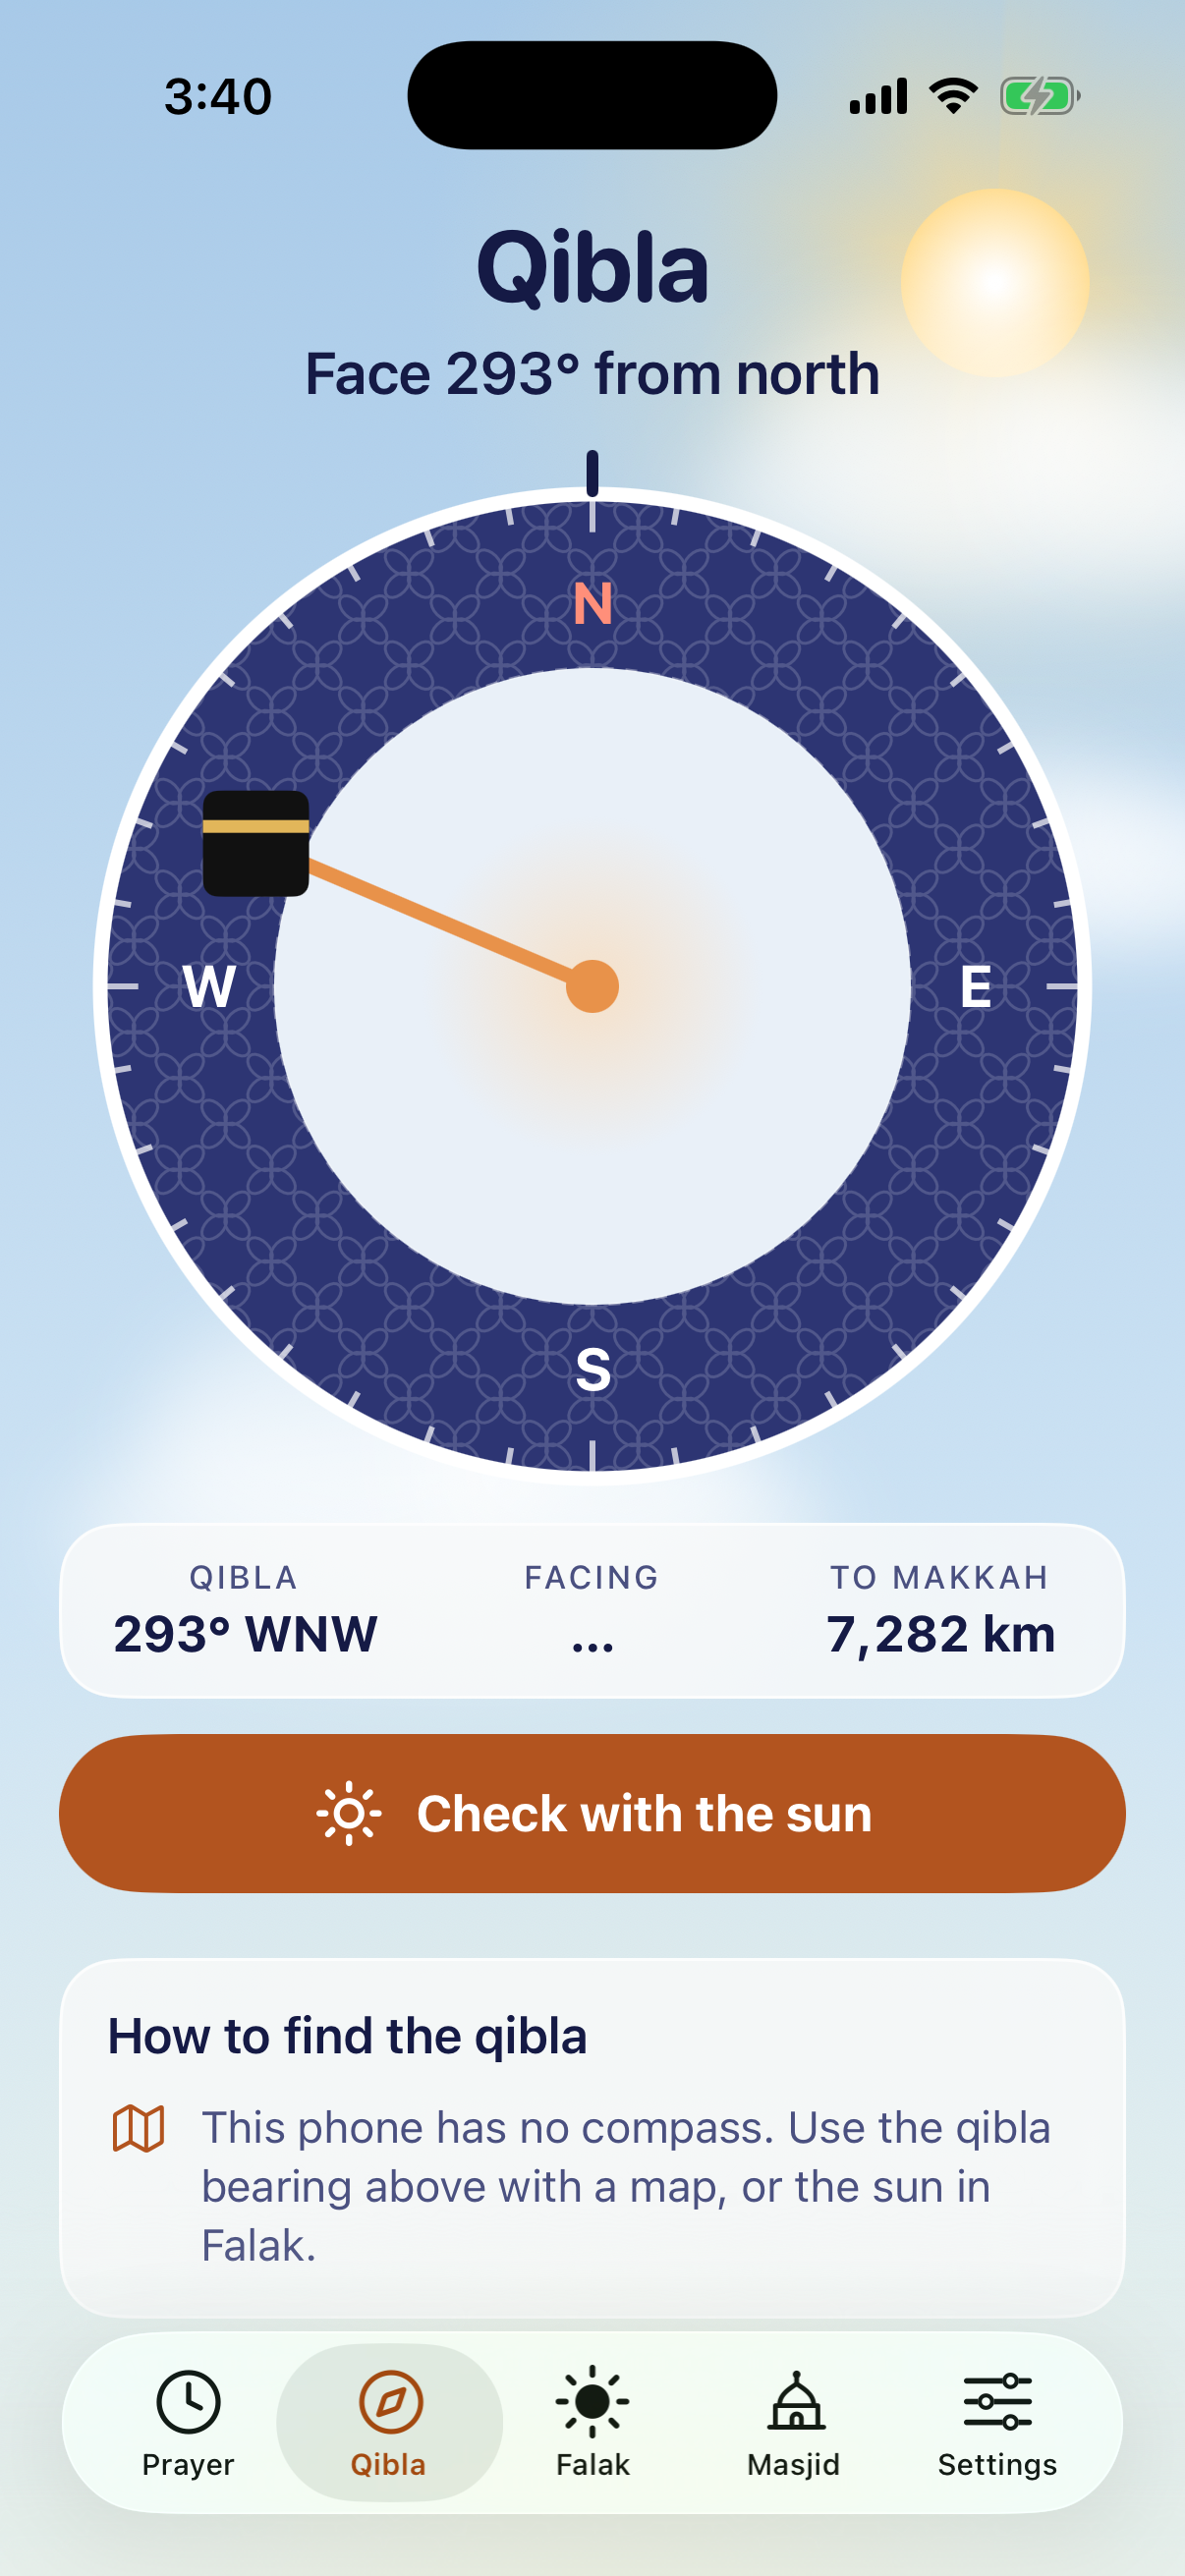 3:40
Qibla
Face 293° from north
N
W
E
S
QIBLA
293° WNW
FACING
...
TO MAKKAH
7,282 km
Check with the sun
How to find the qibla
This phone has no compass. Use the qibla
bearing above with a map, or the sun in
Falak.
Prayer
Qibla
Falak
Masjid
Settings